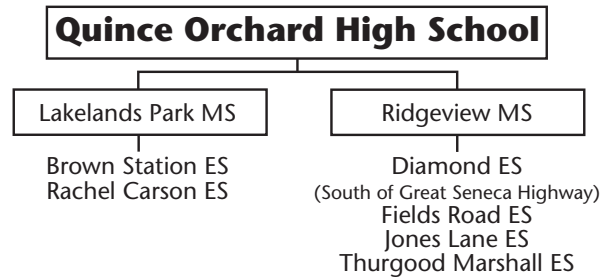 Quince Orchard High School
Lakelands Park MS
Brown Station ES
Rachel Carson ES
Ridgeview MS
Diamond ES
(South of Great Seneca Highway)
Fields Road ES
Jones Lane ES
Thurgood Marshall ES